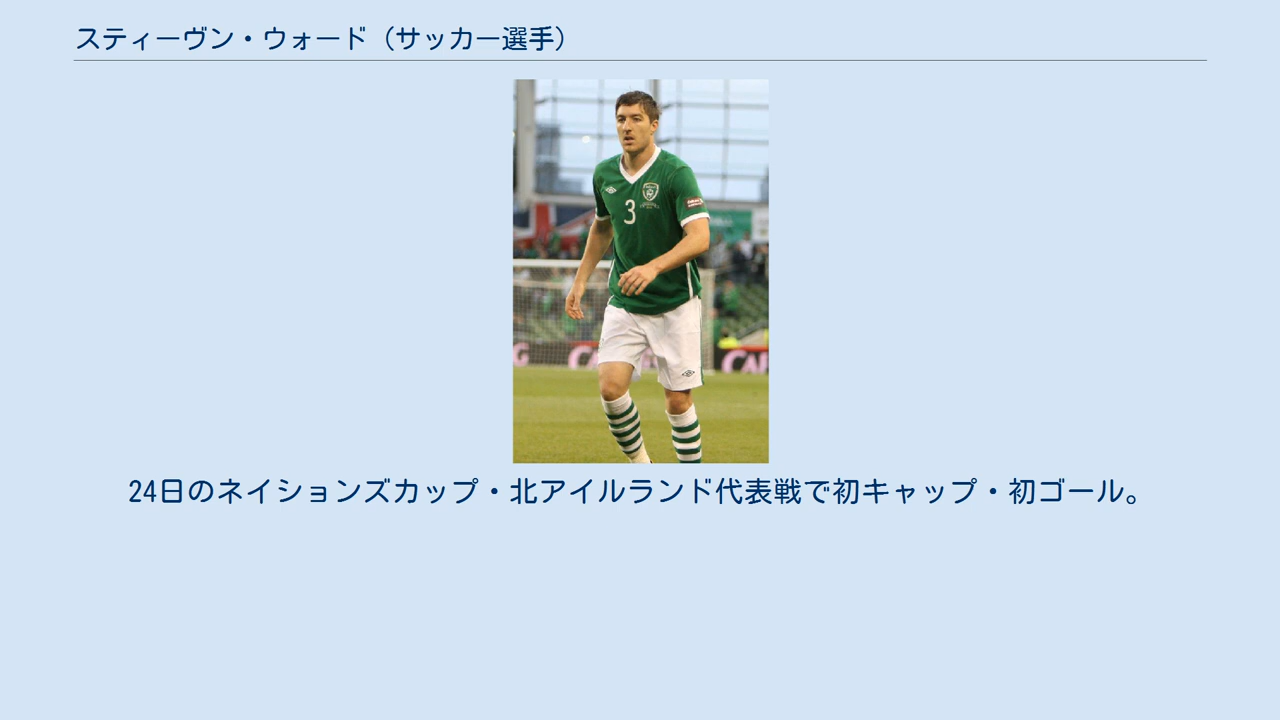 スティーヴン・ウォード（サッカー選手）
3
CAR
24日のネイションズカップ・北アイルランド代表戦で初キャップ・初ゴール。